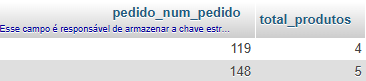 pedido_num_pedido total_produtos
Esse campo é responsável de armazenar a chave estr...
119 4
148 5